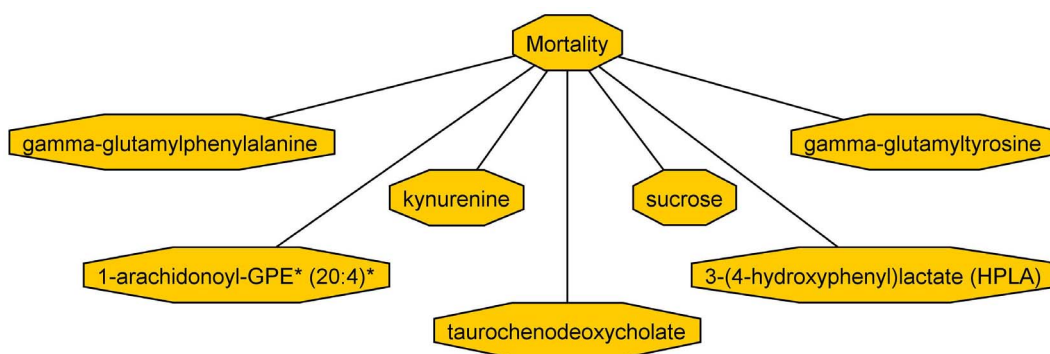 Mortality
gamma-glutamylphenylalanine
gamma-glutamyltyrosine
kynurenine
sucrose
1-arachidonoyl-GPE* (20:4)*
3-(4-hydroxyphenyl)lactate (HPLA)
taurochenodeoxycholate